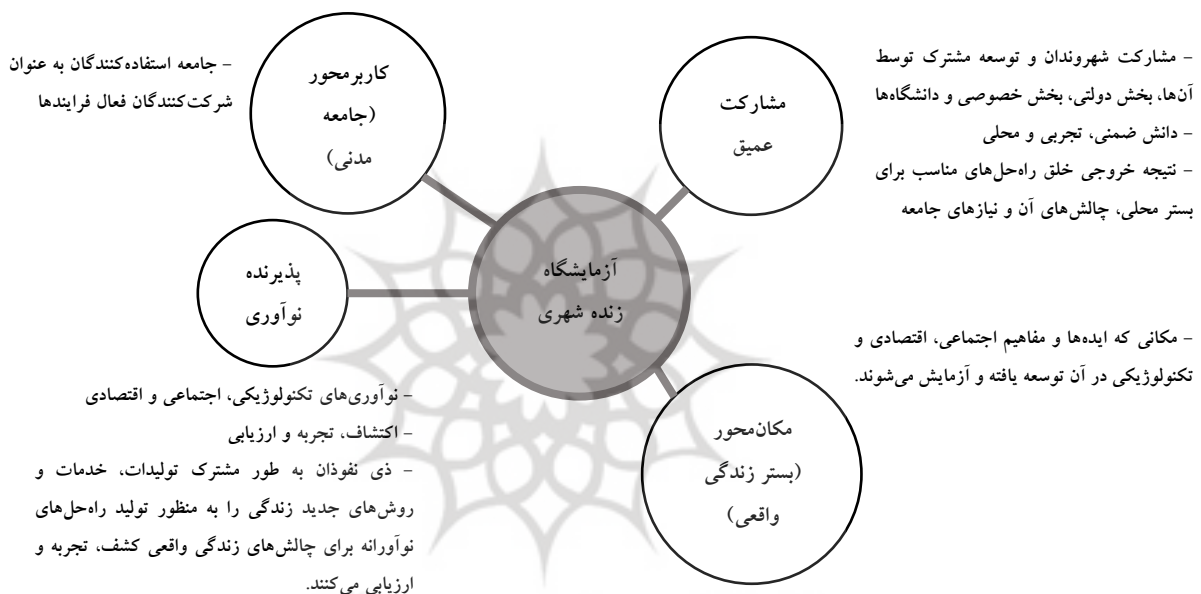 مشارکت
عمیق
– مشارکت شهروندان و توسعه مشترک توسط
آن‌ها، بخش دولتی، بخش خصوصی و دانشگاه‌ها
– دانش ضمنی، تجربی و محلی
– نتیجه خروجی خلق راه‌حل‌های مناسب برای
بستر محلی، چالش‌های آن و نیازهای جامعه
کاربرمحور
(جامعه
مدنی)
– جامعه استفاده‌کنندگان به عنوان
شرکت‌کنندگان فعال فرایندها
آزمایشگاه
زنده شهری
پذیرنده
نوآوری
– نوآوری‌های تکنولوژیکی، اجتماعی و اقتصادی
– اکتشاف، تجربه و ارزیابی
– ذی نفوذان به طور مشترک تولیدات، خدمات و
روش‌های جدید زندگی را به منظور تولید راه‌حل‌های
نوآورانه برای چالش‌های زندگی واقعی کشف، تجربه و
ارزیابی می‌کنند.
– مکانی که ایده‌ها و مفاهیم اجتماعی، اقتصادی و
تکنولوژیکی در آن توسعه یافته و آزمایش می‌شوند.
مکان‌محور
(بستر زندگی
واقعی)